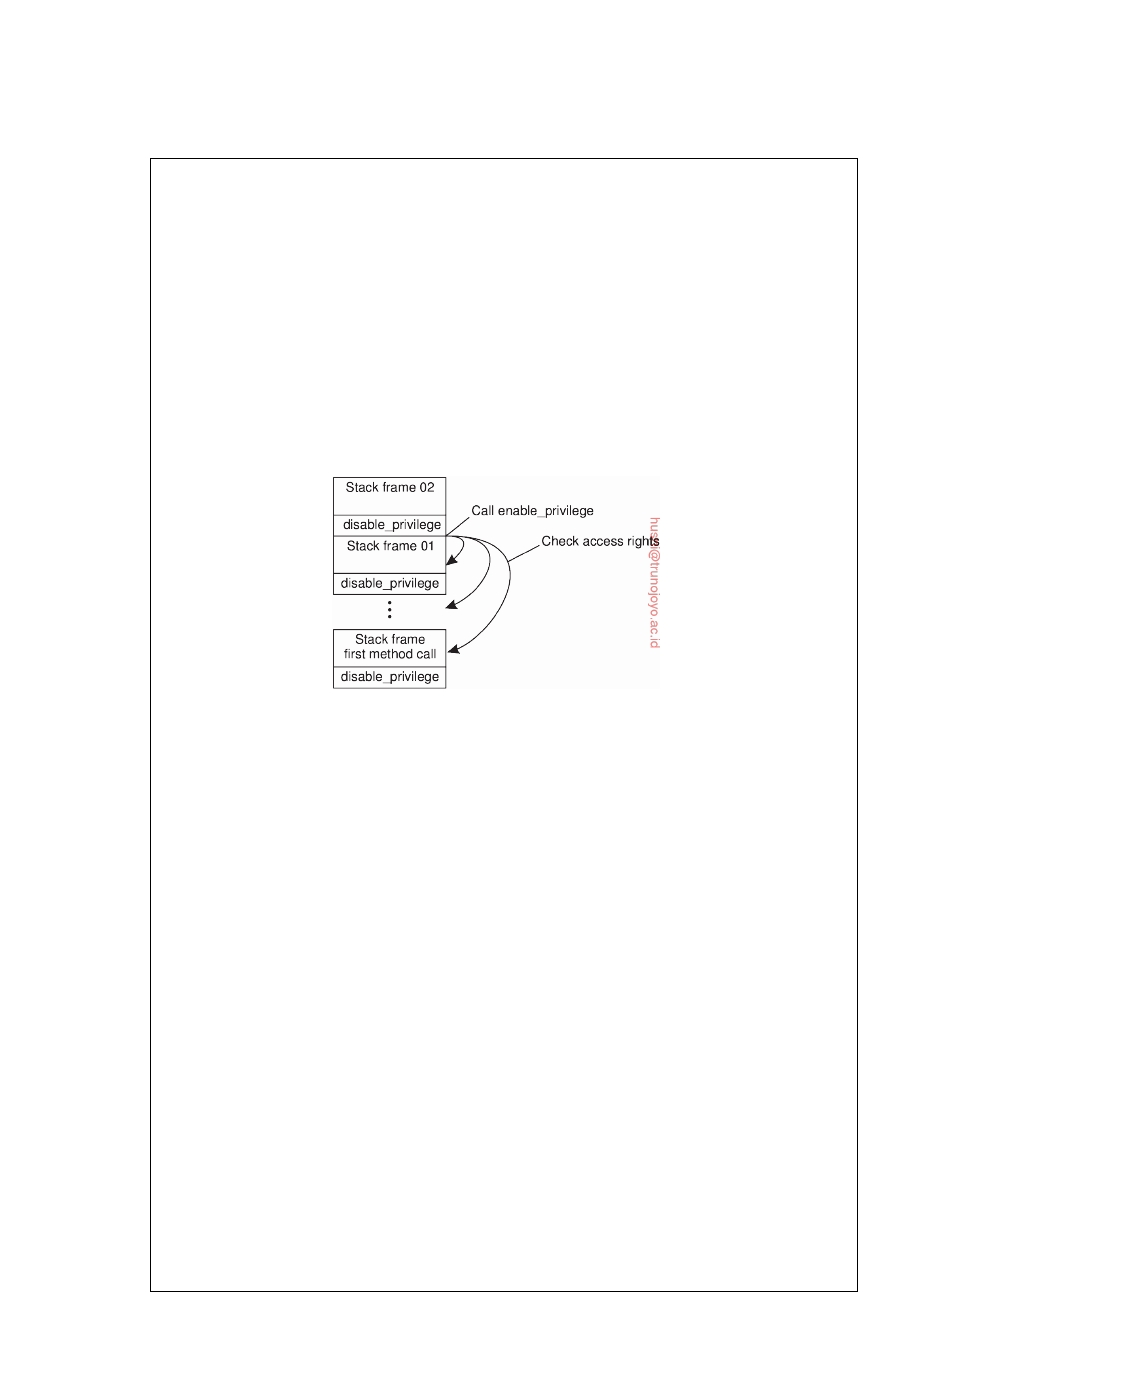 Stack frame 02
Call enable_privilege
disable_privilege
Check access rights
Stack frame 01
disable_privilege
Stack frame
first method call
disable_privilege
@trunojoyo.ac.id